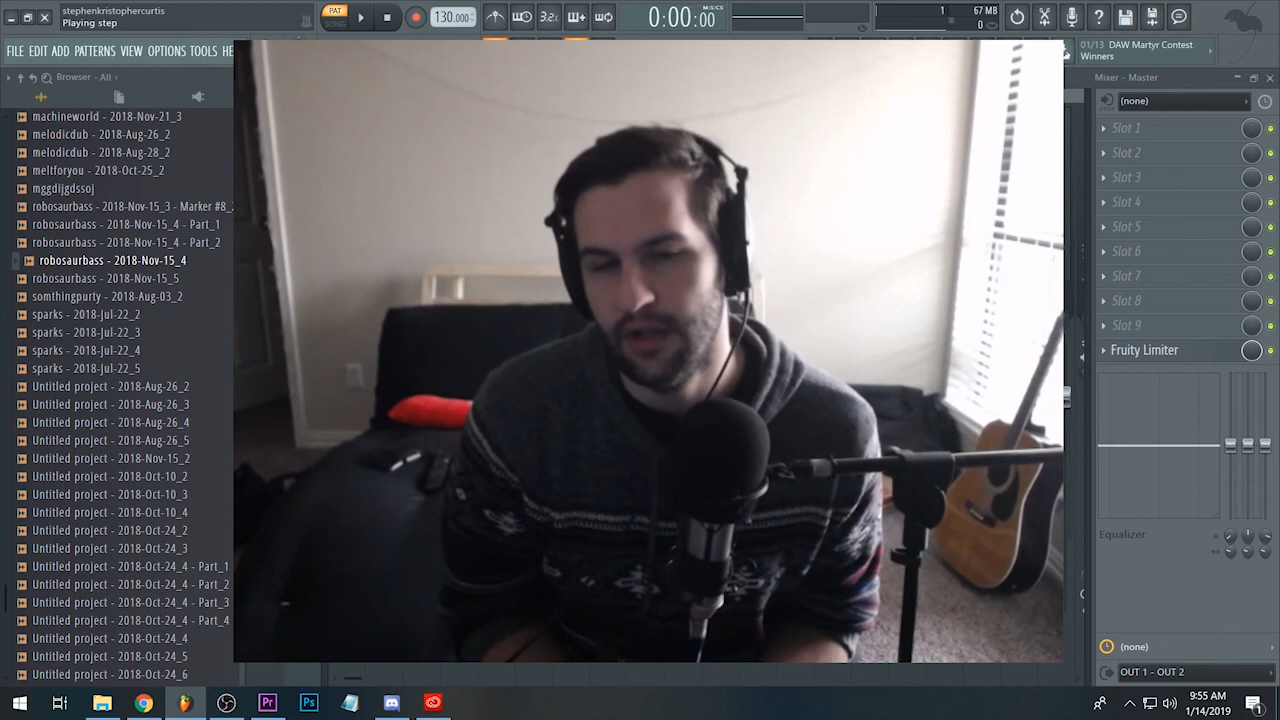 stephenkristophercurtis
Playing step
PAT
SONG
130.000
3.2.
0:00:00
M:S:CS
1
67 MB
0
FILE EDIT ADD PATTERNS VIEW OPTIONS TOOLS HE
01/13 DAW Martyr Contest
Winners
Browser - All
machineworld - 2018-Nov-21_3
melodicdub - 2018-Aug-26_2
melodicdub - 2018-Aug-28_2
meltforyou - 2018-Oct-25_2
mggdijgdssoj
robosaurbass - 2018-Nov-15_3 - Marker #8_2
robosaurbass - 2018-Nov-15_4 - Part_1
robosaurbass - 2018-Nov-15_4 - Part_2
robosaurbass - 2018-Nov-15_4
robosaurbass - 2018-Nov-15_5
somthingpurty - 2018-Aug-03_2
sparks - 2018-Jul-22_2
sparks - 2018-Jul-22_3
sparks - 2018-Jul-22_4
sparks - 2018-Jul-22_5
Untitled project - 2018-Aug-26_2
Untitled project - 2018-Aug-26_3
Untitled project - 2018-Aug-26_4
Untitled project - 2018-Aug-26_5
Untitled project - 2018-Nov-15_2
Untitled project - 2018-Oct-10_2
Untitled project - 2018-Oct-10_3
Untitled project - 2018-Oct-10_4
Untitled project - 2018-Oct-24_2
Untitled project - 2018-Oct-24_3
Untitled project - 2018-Oct-24_4 - Part_1
Untitled project - 2018-Oct-24_4 - Part_2
Untitled project - 2018-Oct-24_4 - Part_3
Untitled project - 2018-Oct-24_4 - Part_4
Untitled project - 2018-Oct-24_4
Untitled project - 2018-Oct-24_5
Untitled project - 2018-Oct-24_6
Mixer - Master
(none)
Slot 1
Slot 2
Slot 3
Slot 4
Slot 5
Slot 6
Slot 7
Slot 8
Slot 9
Fruity Limiter
Equalizer
(none)
OUT 1 - OUT 2
Pr
Ps
9:55 AM
1/14/2019
1